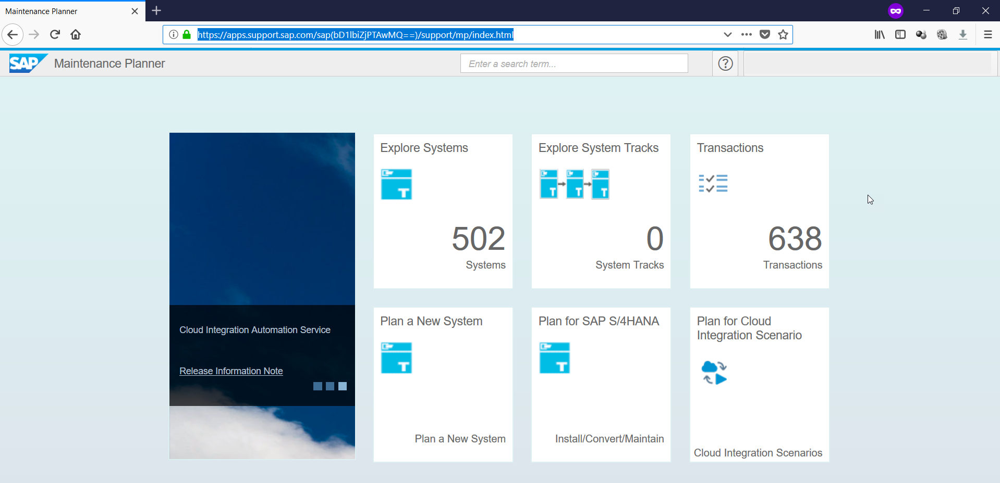 Maintenance Planner
https://apps.support.sap.com/sap(bD1lbiZjPTAwMQ==)/support/mp/index.html
SAP Maintenance Planner
Enter a search term...
?
Explore Systems
502
Systems
Explore System Tracks
0
System Tracks
Transactions
638
Transactions
Cloud Integration Automation Service
Release Information Note
Plan a New System
Plan a New System
Plan for SAP S/4HANA
Install/Convert/Maintain
Plan for Cloud
Integration Scenario
Cloud Integration Scenarios